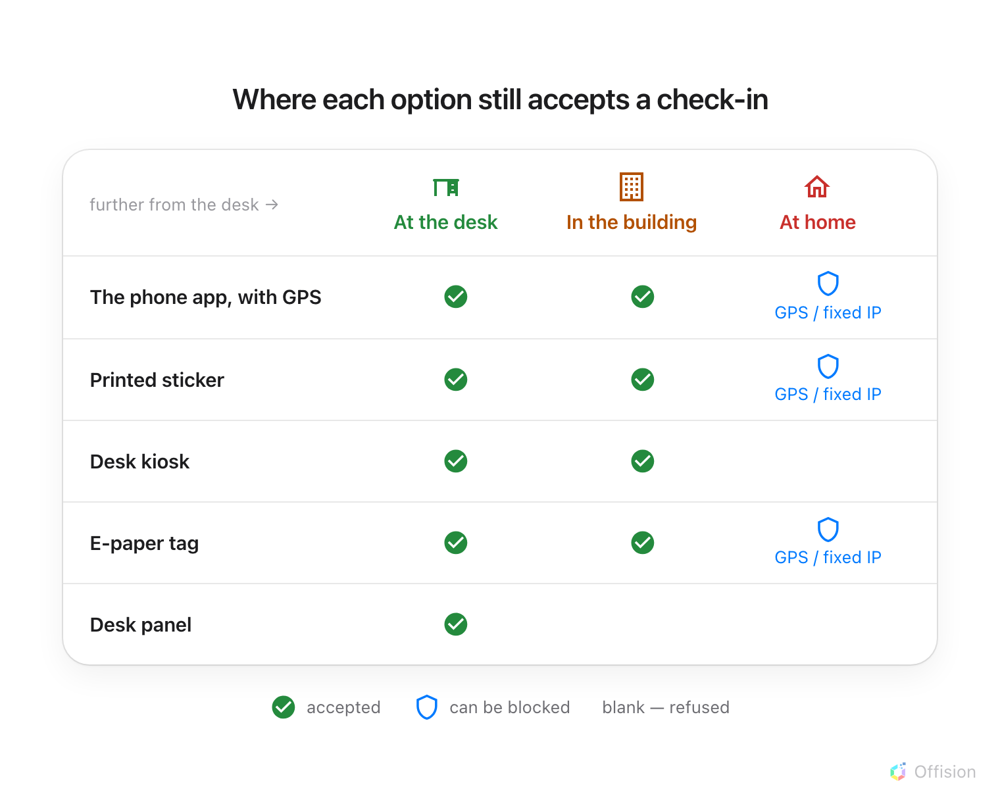 Where each option still accepts a check-in
further from the desk →
At the desk
In the building
At home
The phone app, with GPS
GPS / fixed IP
Printed sticker
GPS / fixed IP
Desk kiosk
E-paper tag
GPS / fixed IP
Desk panel
accepted
can be blocked
blank — refused
Offision